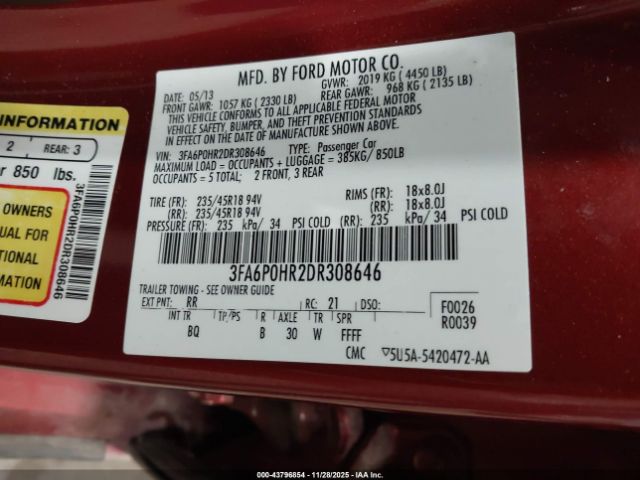 MFD. BY FORD MOTOR CO.
DATE: 05/13
GVWR: 2019 KG ( 4450 LB)
FRONT GAWR: 1057 KG ( 2330 LB)
REAR GAWR: 968 KG ( 2135 LB)
THIS VEHICLE CONFORMS TO ALL APPLICABLE FEDERAL MOTOR
VEHICLE SAFETY, BUMPER, AND THEFT PREVENTION STANDARDS
IN EFFECT ON THE DATE OF MANUFACTURE SHOWN ABOVE.
VIN: 3FA6P0HR2DR308646 TYPE: Passenger Car
MAXIMUM LOAD = OCCUPANTS + LUGGAGE = 385KG/ 850LB
OCCUPANTS = 5 TOTAL; 2 FRONT, 3 REAR
TIRE (FR): 235/45R18 94V RIMS (FR): 18x8.0J
(RR): 235/45R18 94V (RR): 18x8.0J
PRESSURE (FR): 235 kPa/ 34 PSI COLD (RR): 235 kPa/ 34 PSI COLD
3FA6P0HR2DR308646
TRAILER TOWING - SEE OWNER GUIDE
EXT PNT: RR RC: 21 DSO:
INT TR TP/PS R AXLE TR SPR
BQ B 30 W FFFF
F0026
R0039
CMC ▽5U5A-5420472-AA
INFORMATION
2 REAR: 3
r 850 lbs.
OWNERS
UAL FOR
TIONAL
MATION
3FA6P0HR2DR308646
000-43796854 | 11/28/2025 - IAAI Inc.